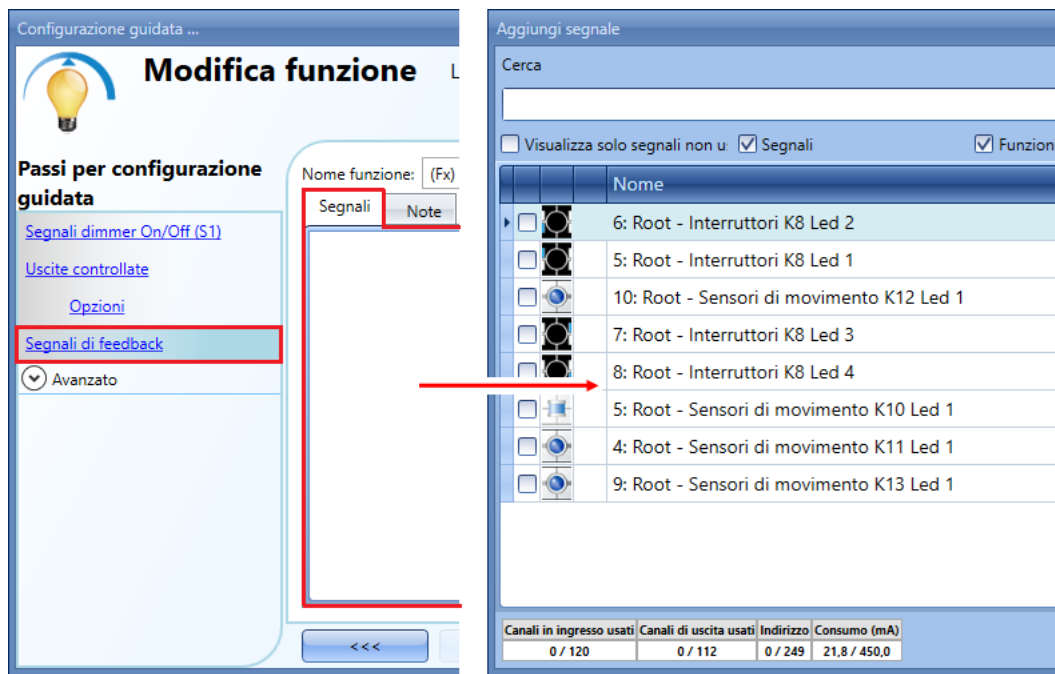 Configurazione guidata ...
Modifica funzione L
Passi per configurazione
guidata
Segnali dimmer On/Off (S1)
Uscite controllate
Opzioni
Segnali di feedback
Avanzato
Nome funzione: (Fx)
Segnali Note
<<<
Aggiungi segnale
Cerca
Visualizza solo segnali non u Segnali Funzion
Nome
6: Root - Interruttori K8 Led 2
5: Root - Interruttori K8 Led 1
10: Root - Sensori di movimento K12 Led 1
7: Root - Interruttori K8 Led 3
8: Root - Interruttori K8 Led 4
5: Root - Sensori di movimento K10 Led 1
4: Root - Sensori di movimento K11 Led 1
9: Root - Sensori di movimento K13 Led 1
Canali in ingresso usati Canali di uscita usati Indirizzo Consumo (mA)
0 / 120 0 / 112 0 / 249 21,8 / 450,0